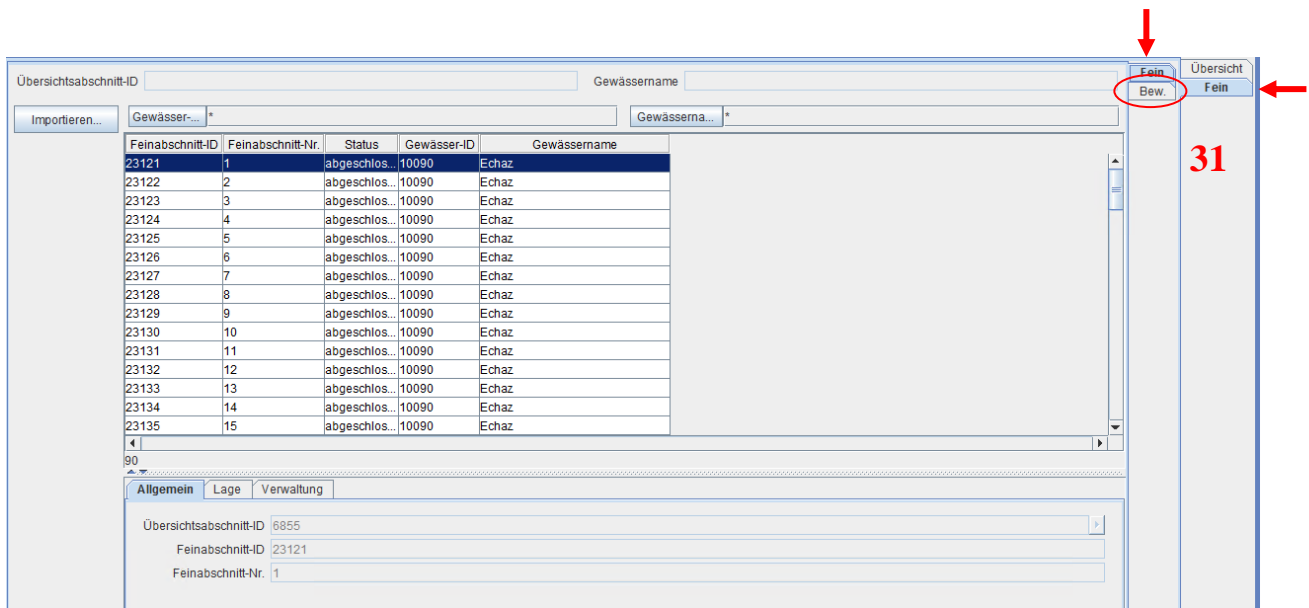 Übersichtsabschnitt-ID Gewässername Fein Übersicht
Bew. Fein
Importieren... Gewässer-... * Gewässerna... *
Feinabschnitt-ID Feinabschnitt-Nr. Status Gewässer-ID Gewässername
31
23121 1 abgeschlos... 10090 Echaz
23122 2 abgeschlos... 10090 Echaz
23123 3 abgeschlos... 10090 Echaz
23124 4 abgeschlos... 10090 Echaz
23125 5 abgeschlos... 10090 Echaz
23126 6 abgeschlos... 10090 Echaz
23127 7 abgeschlos... 10090 Echaz
23128 8 abgeschlos... 10090 Echaz
23129 9 abgeschlos... 10090 Echaz
23130 10 abgeschlos... 10090 Echaz
23131 11 abgeschlos... 10090 Echaz
23132 12 abgeschlos... 10090 Echaz
23133 13 abgeschlos... 10090 Echaz
23134 14 abgeschlos... 10090 Echaz
23135 15 abgeschlos... 10090 Echaz
90
Allgemein Lage Verwaltung
Übersichtsabschnitt-ID 6855
Feinabschnitt-ID 23121
Feinabschnitt-Nr. 1